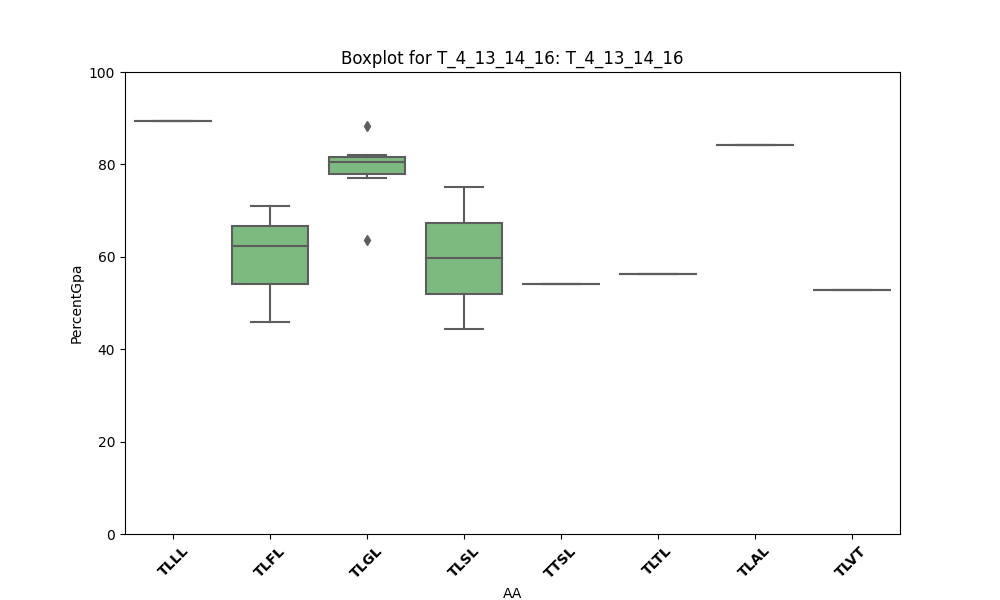 Boxplot for T_4_13_14_16: T_4_13_14_16
100
80
60
40
20
0
PercentGpa
TLLL
TLFL
TLGL
TLSL
TTSL
TLTL
TLAL
TLVT
AA